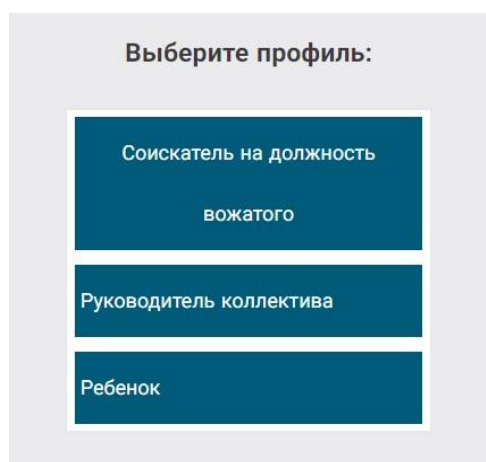 Выберите профиль:
Соискатель на должность
вожатого
Руководитель коллектива
Ребенок